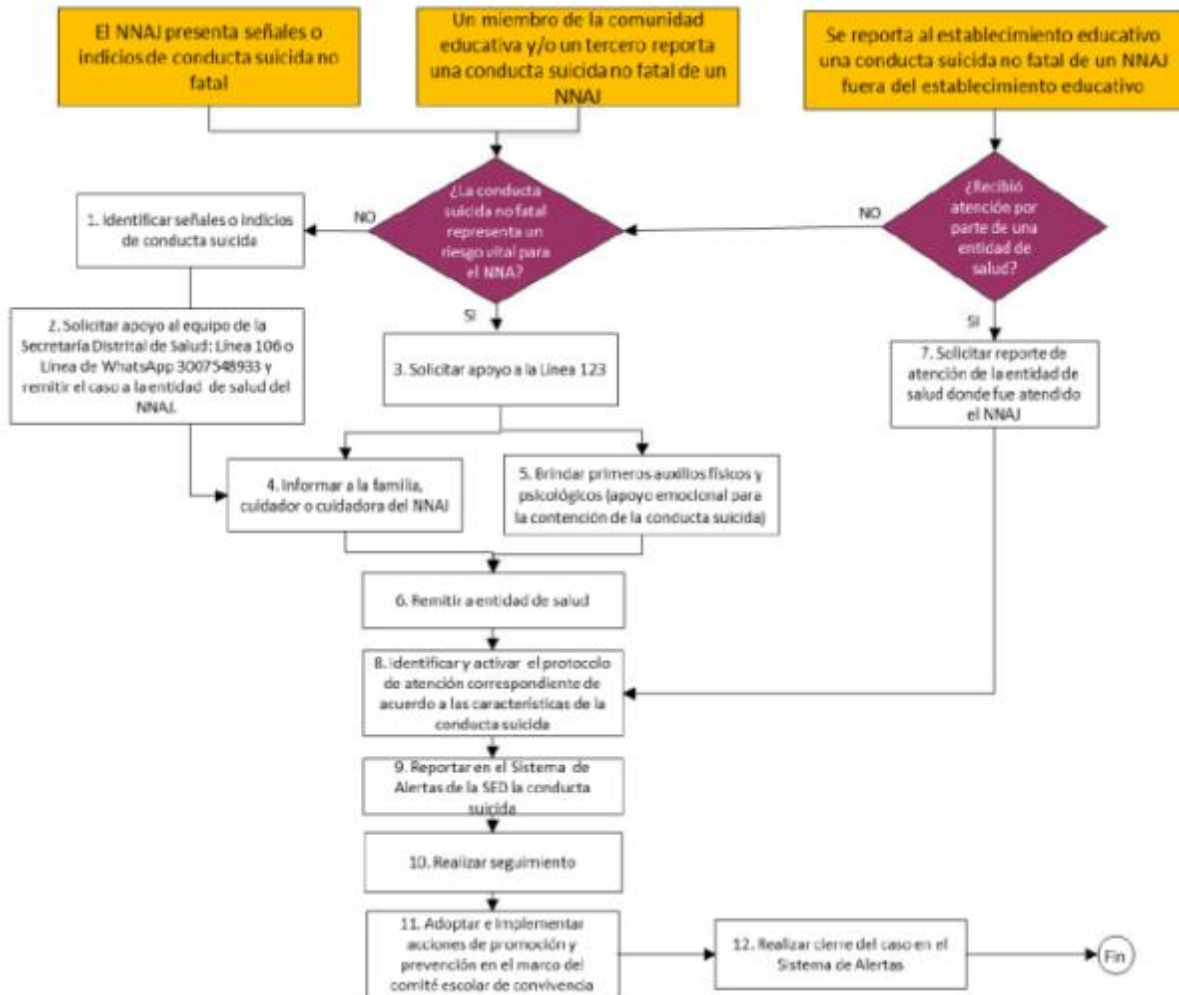 El NNAJ presenta señales o
indicios de conducta suicida no
fatal
Un miembro de la comunidad
educativa y/o un tercero reporta
una conducta suicida no fatal de un
NNAJ
Se reporta al establecimiento educativo
una conducta suicida no fatal de un NNAJ
fuera del establecimiento educativo
¿La conducta
suicida no fatal
representa un
riesgo vital para
el NNA?
¿Recibió
atención por
parte de una
entidad de
salud?
NO
NO
SI
SI
1. Identificar señales o indicios
de conducta suicida
2. Solicitar apoyo al equipo de la
Secretaría Distrital de Salud: Línea 106 o
Línea de WhatsApp 3007548933 y
remitir el caso a la entidad de salud del
NNAJ.
3. Solicitar apoyo a la Línea 123
7. Solicitar reporte de
atención de la entidad de
salud donde fue atendido
el NNAJ
4. Informar a la familia,
cuidador o cuidadora del NNAJ
5. Brindar primeros auxilios físicos y
psicológicos (apoyo emocional para
la contención de la conducta suicida)
6. Remitir a entidad de salud
8. Identificar y activar el protocolo
de atención correspondiente de
acuerdo a las características de la
conducta suicida
9. Reportar en el Sistema de
Alertas de la SED la conducta
suicida
10. Realizar seguimiento
11. Adoptar e implementar
acciones de promoción y
prevención en el marco del
comité escolar de convivencia
12. Realizar cierre del caso en el
Sistema de Alertas
Fin